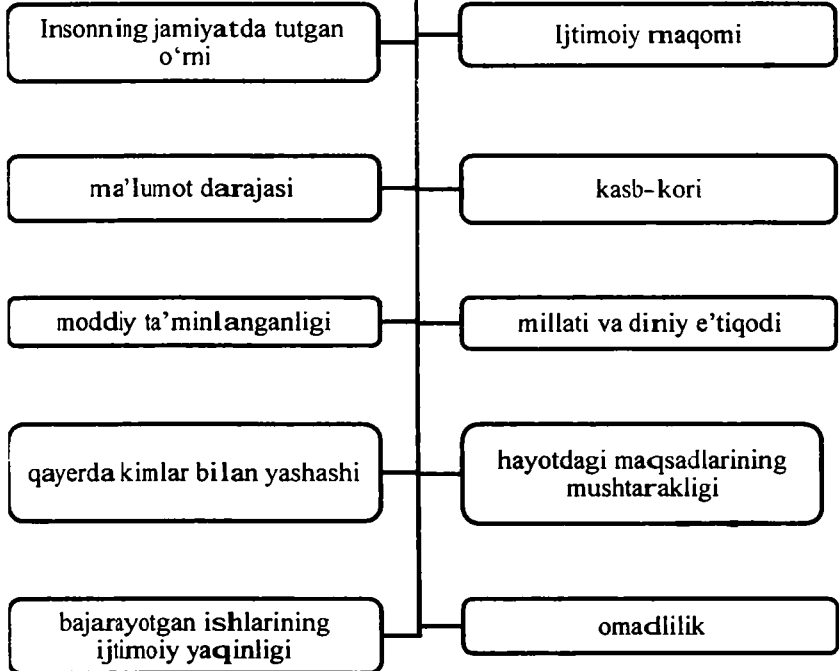 Insonning jamiyatda tutgan
o‘rni
Ijtimoiy maqomi
ma’lumot darajasi
kasb-kori
moddiy ta’minlanganligi
millati va diniy e’tiqodi
qayerda kimlar bilan yashashi
hayotdagi maqsadlarining
mushtarakligi
bajarayotgan ishlarining
ijtimoiy yaqinligi
omadlilik